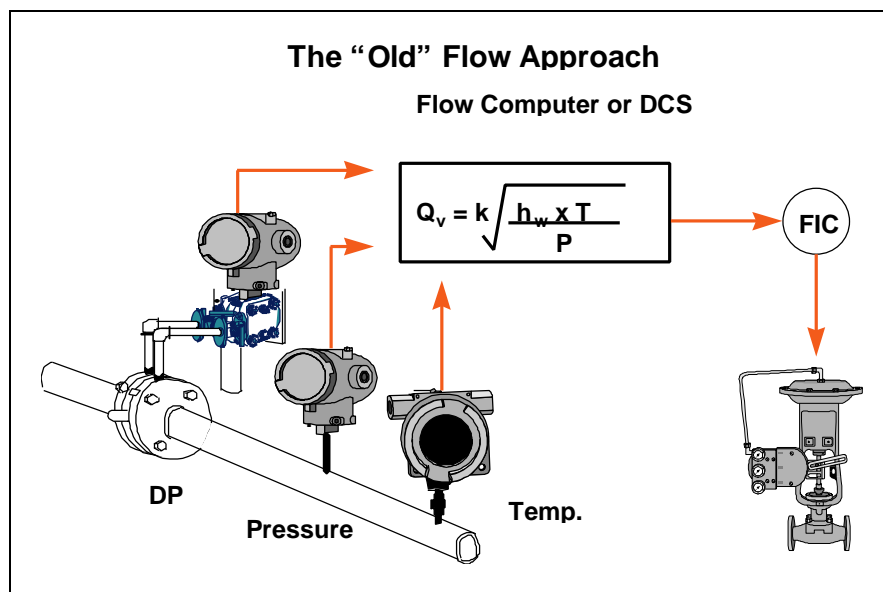 The “Old” Flow Approach
Flow Computer or DCS
Qv = k √ hw x T
P
FIC
DP
Pressure
Temp.